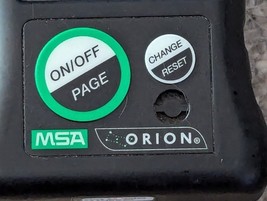 ON/OFF
PAGE
CHANGE
RESET
MSA
ORION®